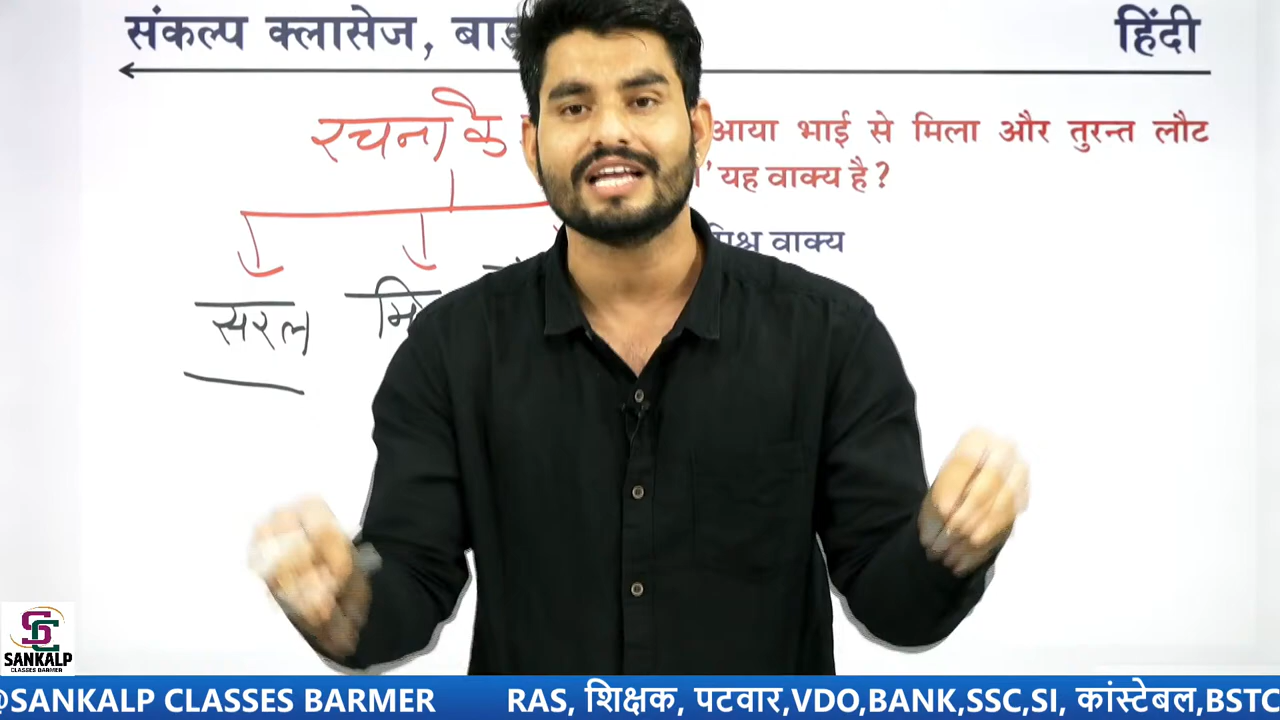 संकल्प क्लासेज, हिंदी
रचना के
आया भाई से मिला और तुरन्त लौट
यह वाक्य है?
मिश्र वाक्य
सरल
SANKALP
CLASSES BARMER
@SANKALP CLASSES BARMER RAS, शिक्षक, पटवार,VDO,BANK,SSC,SI, कांस्टेबल,BSTC